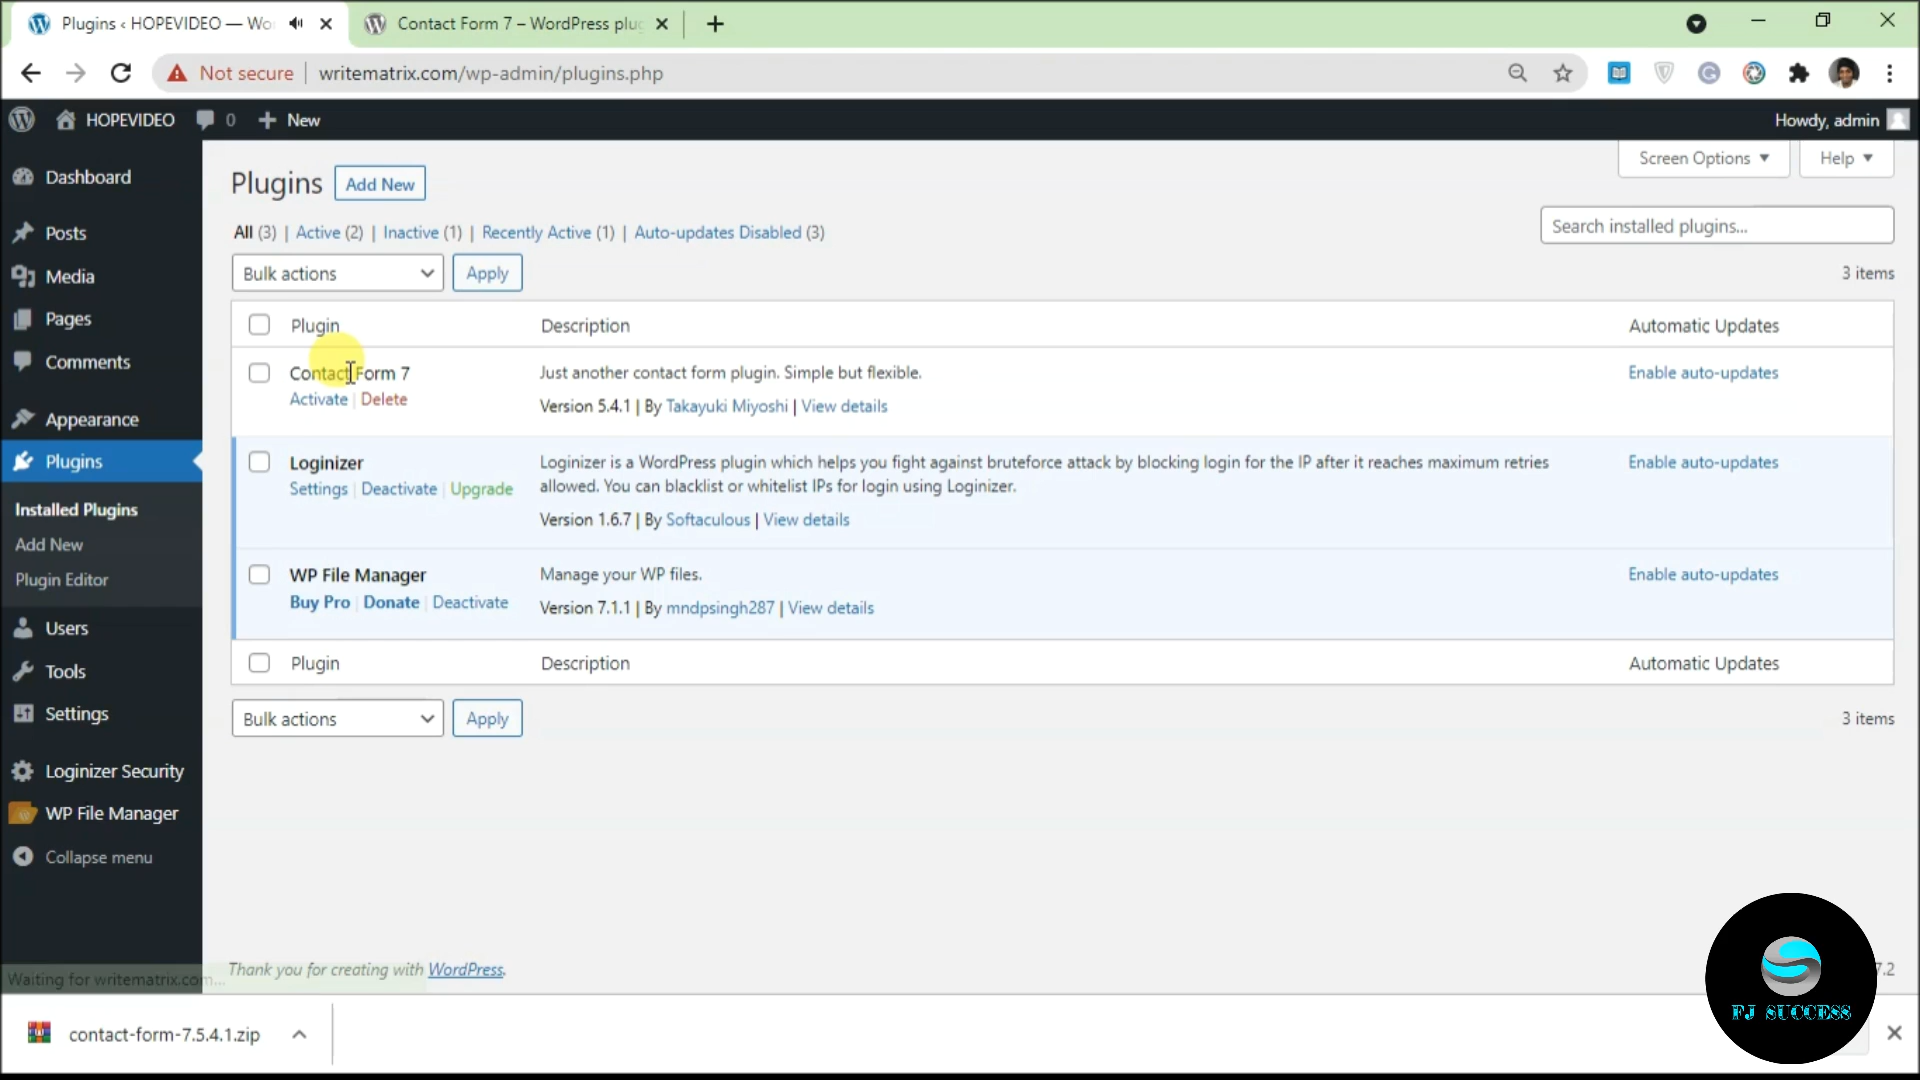 Plugins ‹ HOPEVIDEO — Wo
Contact Form 7 – WordPress plug
Not secure
writematrix.com/wp-admin/plugins.php
HOPEVIDEO
0
New
Howdy, admin
Screen Options
Help
Dashboard
Posts
Media
Pages
Comments
Appearance
Plugins
Installed Plugins
Add New
Plugin Editor
Users
Tools
Settings
Loginizer Security
WP File Manager
Collapse menu
Plugins
Add New
All (3) | Active (2) | Inactive (1) | Recently Active (1) | Auto-updates Disabled (3)
Search installed plugins...
Bulk actions
Apply
3 items
Plugin
Description
Automatic Updates
Contact Form 7
Activate | Delete
Just another contact form plugin. Simple but flexible.
Version 5.4.1 | By Takayuki Miyoshi | View details
Enable auto-updates
Loginizer
Settings | Deactivate | Upgrade
Loginizer is a WordPress plugin which helps you fight against bruteforce attack by blocking login for the IP after it reaches maximum retries
allowed. You can blacklist or whitelist IPs for login using Loginizer.
Version 1.6.7 | By Softaculous | View details
Enable auto-updates
WP File Manager
Buy Pro | Donate | Deactivate
Manage your WP files.
Version 7.1.1 | By mndpsingh287 | View details
Enable auto-updates
Plugin
Description
Automatic Updates
Bulk actions
Apply
3 items
Thank you for creating with WordPress.
7.2
Waiting for writematrix.com...
contact-form-7.5.4.1.zip
FJ SUCCESS